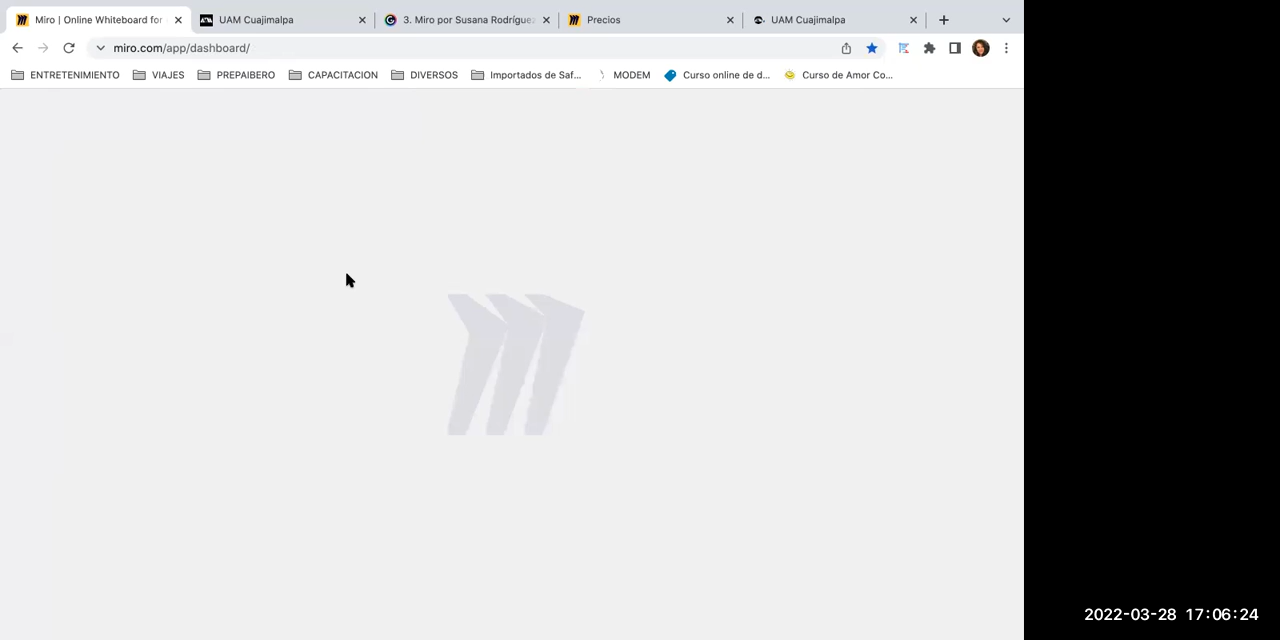 Miro | Online Whiteboard for
UAM Cuajimalpa
3. Miro por Susana Rodríguez
Precios
UAM Cuajimalpa
miro.com/app/dashboard/
ENTRETENIMIENTO
VIAJES
PREPAIBERO
CAPACITACION
DIVERSOS
Importados de Saf...
MODEM
Curso online de d...
Curso de Amor Co...
2022-03-28 17:06:24